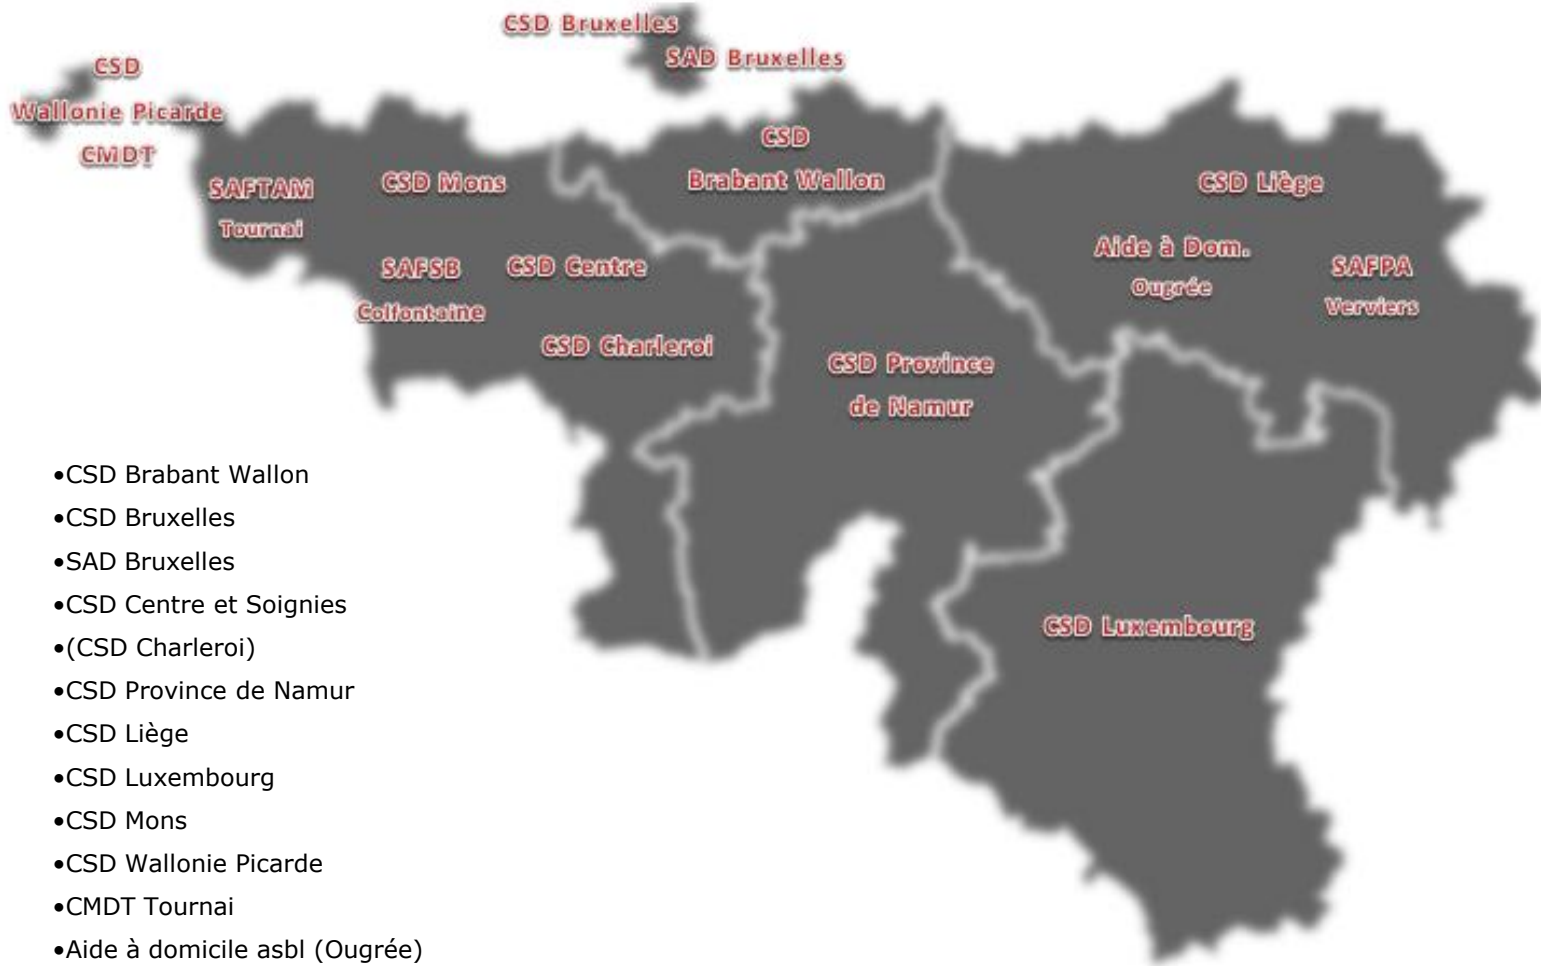 CSD Bruxelles
SAD Bruxelles
CSD
Wallonie Picarde
CMDT
SAFTAM
Tournai
CSD Mons
CSD
Brabant Wallon
CSD Liège
SAFSB
Colfontaine
CSD Centre
CSD Charleroi
Aide à Dom.
Ougrée
SAFPA
Verviers
CSD Province
de Namur
CSD Luxembourg
•CSD Brabant Wallon
•CSD Bruxelles
•SAD Bruxelles
•CSD Centre et Soignies
•(CSD Charleroi)
•CSD Province de Namur
•CSD Liège
•CSD Luxembourg
•CSD Mons
•CSD Wallonie Picarde
•CMDT Tournai
•Aide à domicile asbl (Ougrée)